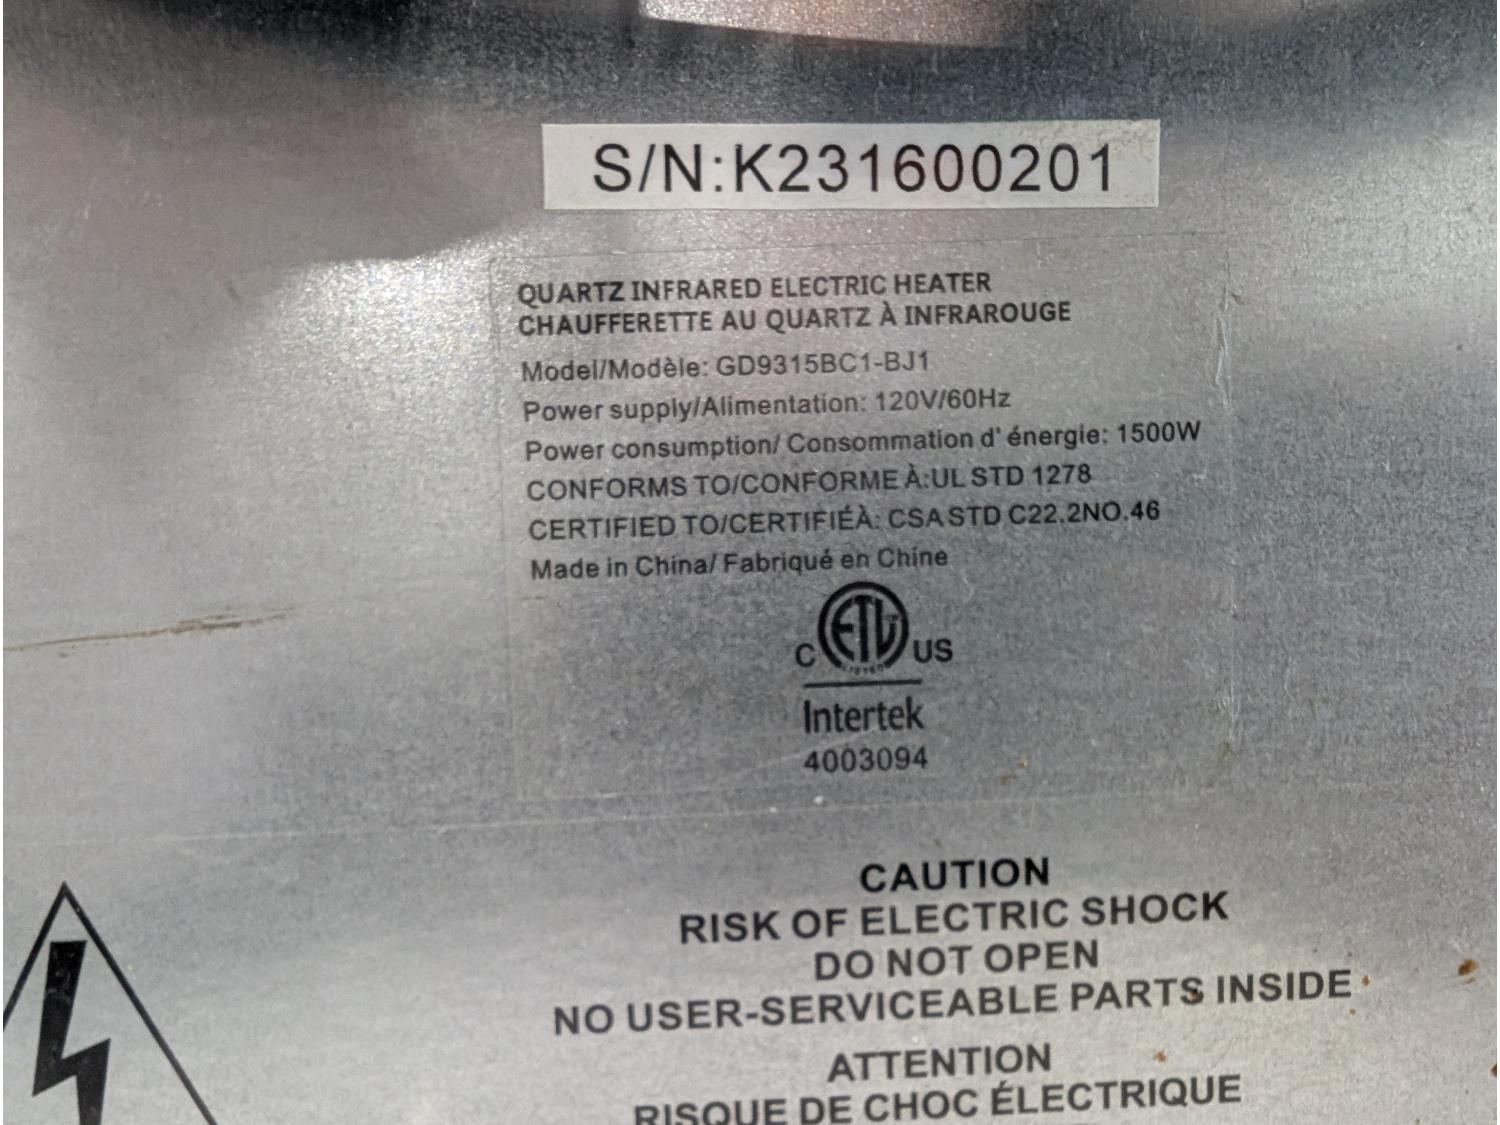 S/N:K231600201
QUARTZ INFRARED ELECTRIC HEATER
CHAUFFERETTE AU QUARTZ À INFRAROUGE
Model/Modèle: GD9315BC1-BJ1
Power supply/Alimentation: 120V/60Hz
Power consumption/ Consommation d' énergie: 1500W
CONFORMS TO/CONFORME À:UL STD 1278
CERTIFIED TO/CERTIFIÉÀ: CSA STD C22.2NO.46
Made in China/ Fabriqué en Chine
C ETL US
LISTED
Intertek
4003094
CAUTION
RISK OF ELECTRIC SHOCK
DO NOT OPEN
NO USER-SERVICEABLE PARTS INSIDE
ATTENTION
RISQUE DE CHOC ÉLECTRIQUE